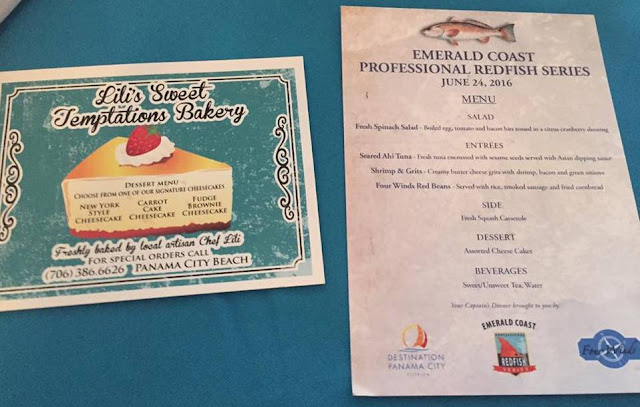 Lili's Sweet
Temptations Bakery
Dessert Menu
Choose from one of our signature cheesecakes
New York
Style
Cheesecake
Carrot
Cake
Cheesecake
Fudge
Brownie
Cheesecake
Freshly baked by local artisan Chef Lili
For special orders call
(706) 386.6626 Panama City Beach
EMERALD COAST
PROFESSIONAL REDFISH SERIES
JUNE 24, 2016
MENU
SALAD
Fresh Spinach Salad - Boiled egg, tomato and bacon bits tossed in a citrus cranberry dressing
ENTRÉES
Seared Ahi Tuna - Fresh tuna encrusted with sesame seeds served with Asian dipping sauce
Shrimp & Grits - Creamy butter cheese grits with shrimp, bacon and green onions
Four Winds Red Beans - Served with rice, smoked sausage and fried cornbread
SIDE
Fresh Squash Casserole
DESSERT
Assorted Cheese Cakes
BEVERAGES
Sweet/Unsweet Tea, Water
Your Captain's Dinner brought to you by:
DESTINATION
PANAMA CITY
FLORIDA
EMERALD COAST
REDFISH
SERIES
Four Winds